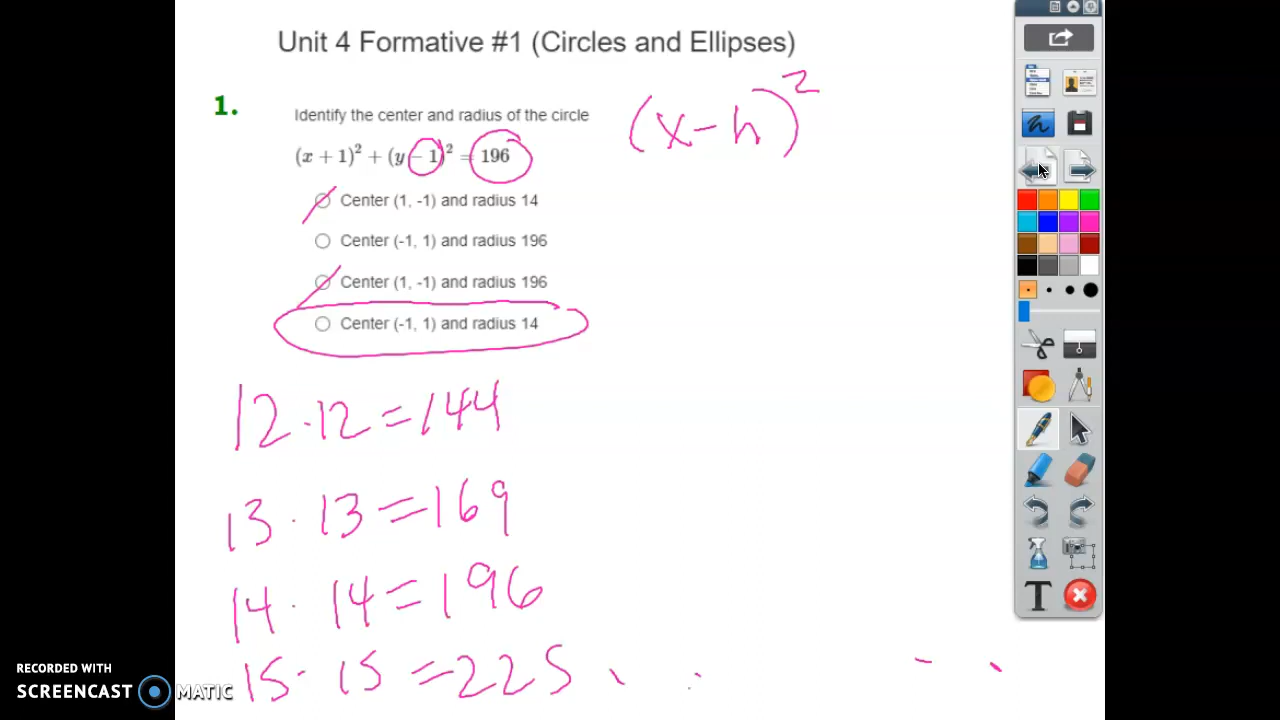 Unit 4 Formative #1 (Circles and Ellipses)
1.
Identify the center and radius of the circle
(x + 1)² + (y − 1)² = 196
(x-h)²
Center (1, -1) and radius 14
Center (-1, 1) and radius 196
Center (1, -1) and radius 196
Center (-1, 1) and radius 14
12·12=144
13·13=169
14·14=196
15·15=225
RECORDED WITH
SCREENCAST MATIC
T